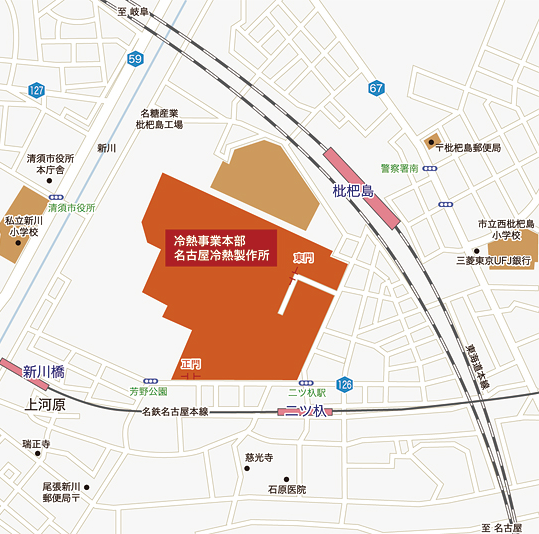 至 岐阜
59
127
67
名糖産業
枇杷島工場
新川
清須市役所
本庁舎
清須市役所
私立新川
小学校
〒枇杷島郵便局
警察署南
枇杷島
市立西枇杷島
小学校
三菱東京UFJ銀行
冷熱事業本部
名古屋冷熱製作所
東門
正門
東海道本線
新川橋
上河原
芳野公園
二ツ杁駅
126
名鉄名古屋本線
二ツ杁
瑞正寺
尾張新川
郵便局〒
慈光寺
石原医院
至 名古屋